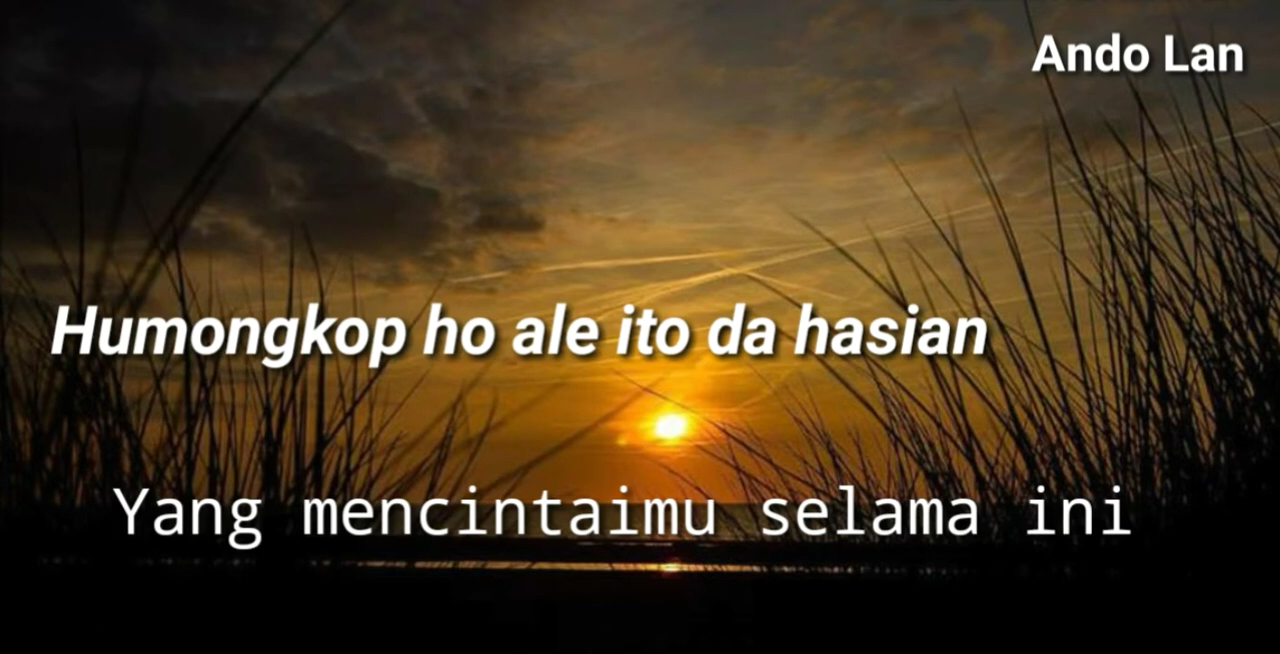 Ando Lan
Humongkop ho ale ito da hasian
Yang mencintaimu selama ini